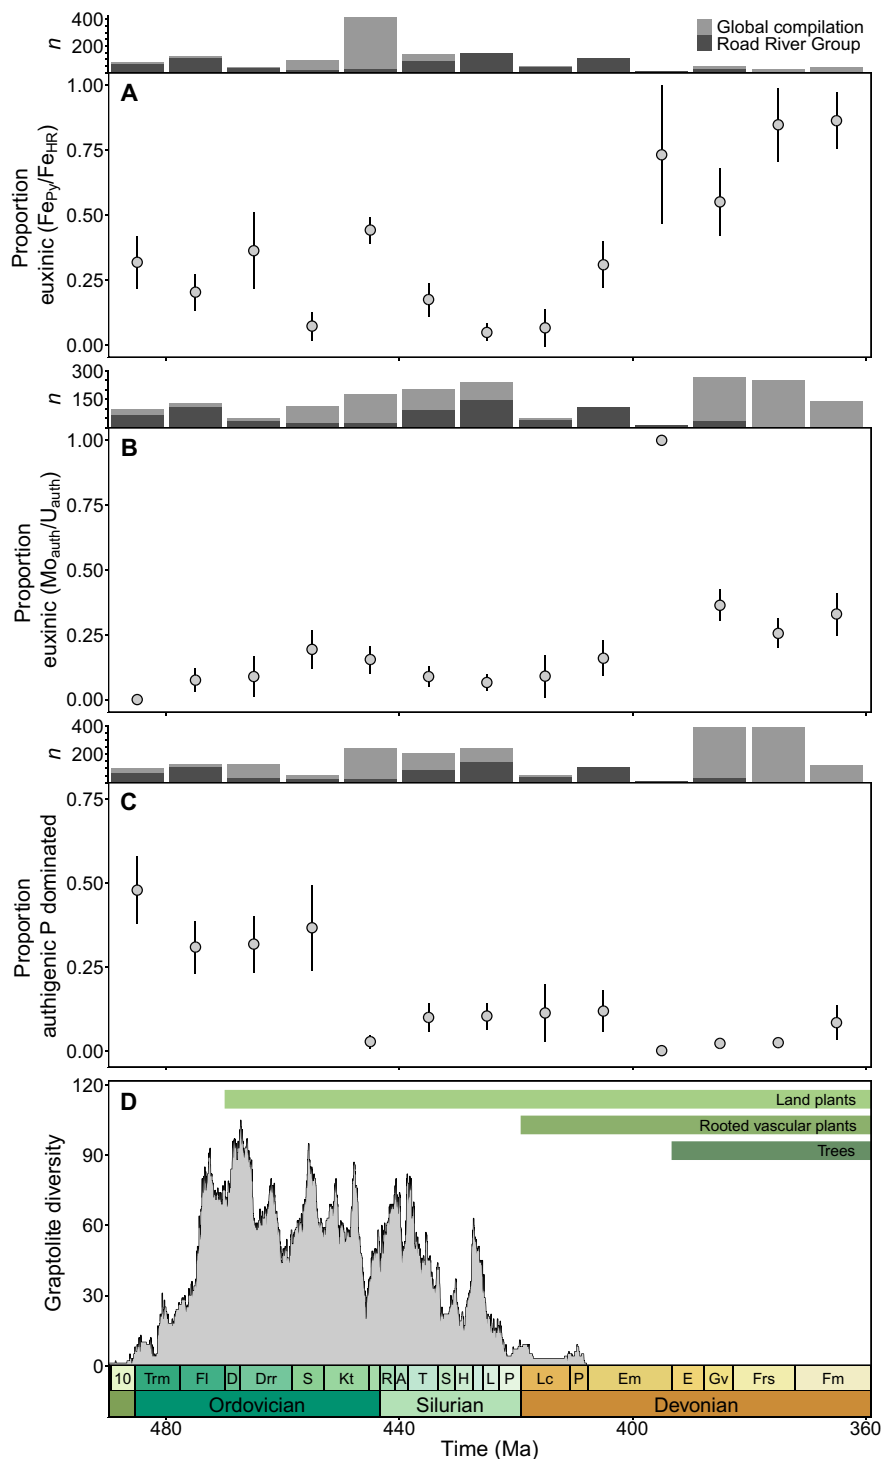 400
200
n
Global compilation
Road River Group
A
1.00
0.75
0.50
0.25
0.00
Proportion
euxinic (FePy/FeHR)
300
150
n
B
1.00
0.75
0.50
0.25
0.00
Proportion
euxinic (Moauth/Uauth)
400
200
n
C
0.75
0.50
0.25
0.00
Proportion
authigenic P dominated
D
120
90
60
30
0
Graptolite diversity
Land plants
Rooted vascular plants
Trees
10 Trm Fl D Drr S Kt R A T S H L P Lc P Em E Gv Frs Fm
Ordovician Silurian Devonian
480 440 400 360
Time (Ma)